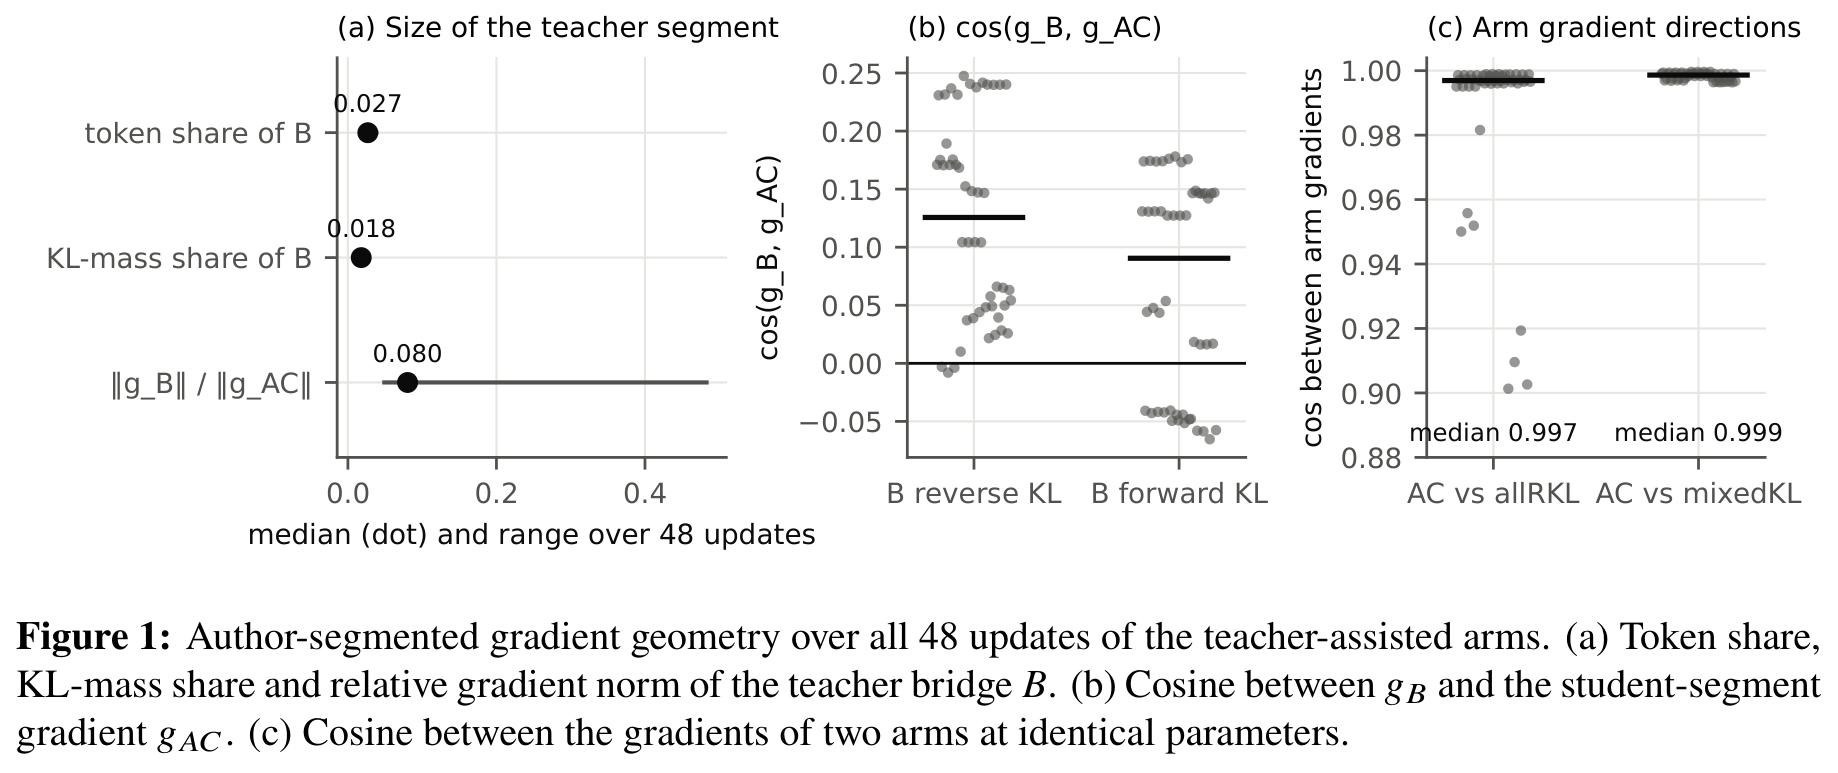 (a) Size of the teacher segment
0.027
token share of B
0.018
KL-mass share of B
0.080
‖g_B‖ / ‖g_AC‖
0.0 0.2 0.4
median (dot) and range over 48 updates
(b) cos(g_B, g_AC)
cos(g_B, g_AC)
0.25
0.20
0.15
0.10
0.05
0.00
−0.05
B reverse KL B forward KL
(c) Arm gradient directions
cos between arm gradients
1.00
0.98
0.96
0.94
0.92
0.90
0.88
median 0.997 median 0.999
AC vs allRKL AC vs mixedKL
Figure 1: Author-segmented gradient geometry over all 48 updates of the teacher-assisted arms. (a) Token share,
KL-mass share and relative gradient norm of the teacher bridge B. (b) Cosine between g_B and the student-segment
gradient g_AC. (c) Cosine between the gradients of two arms at identical parameters.